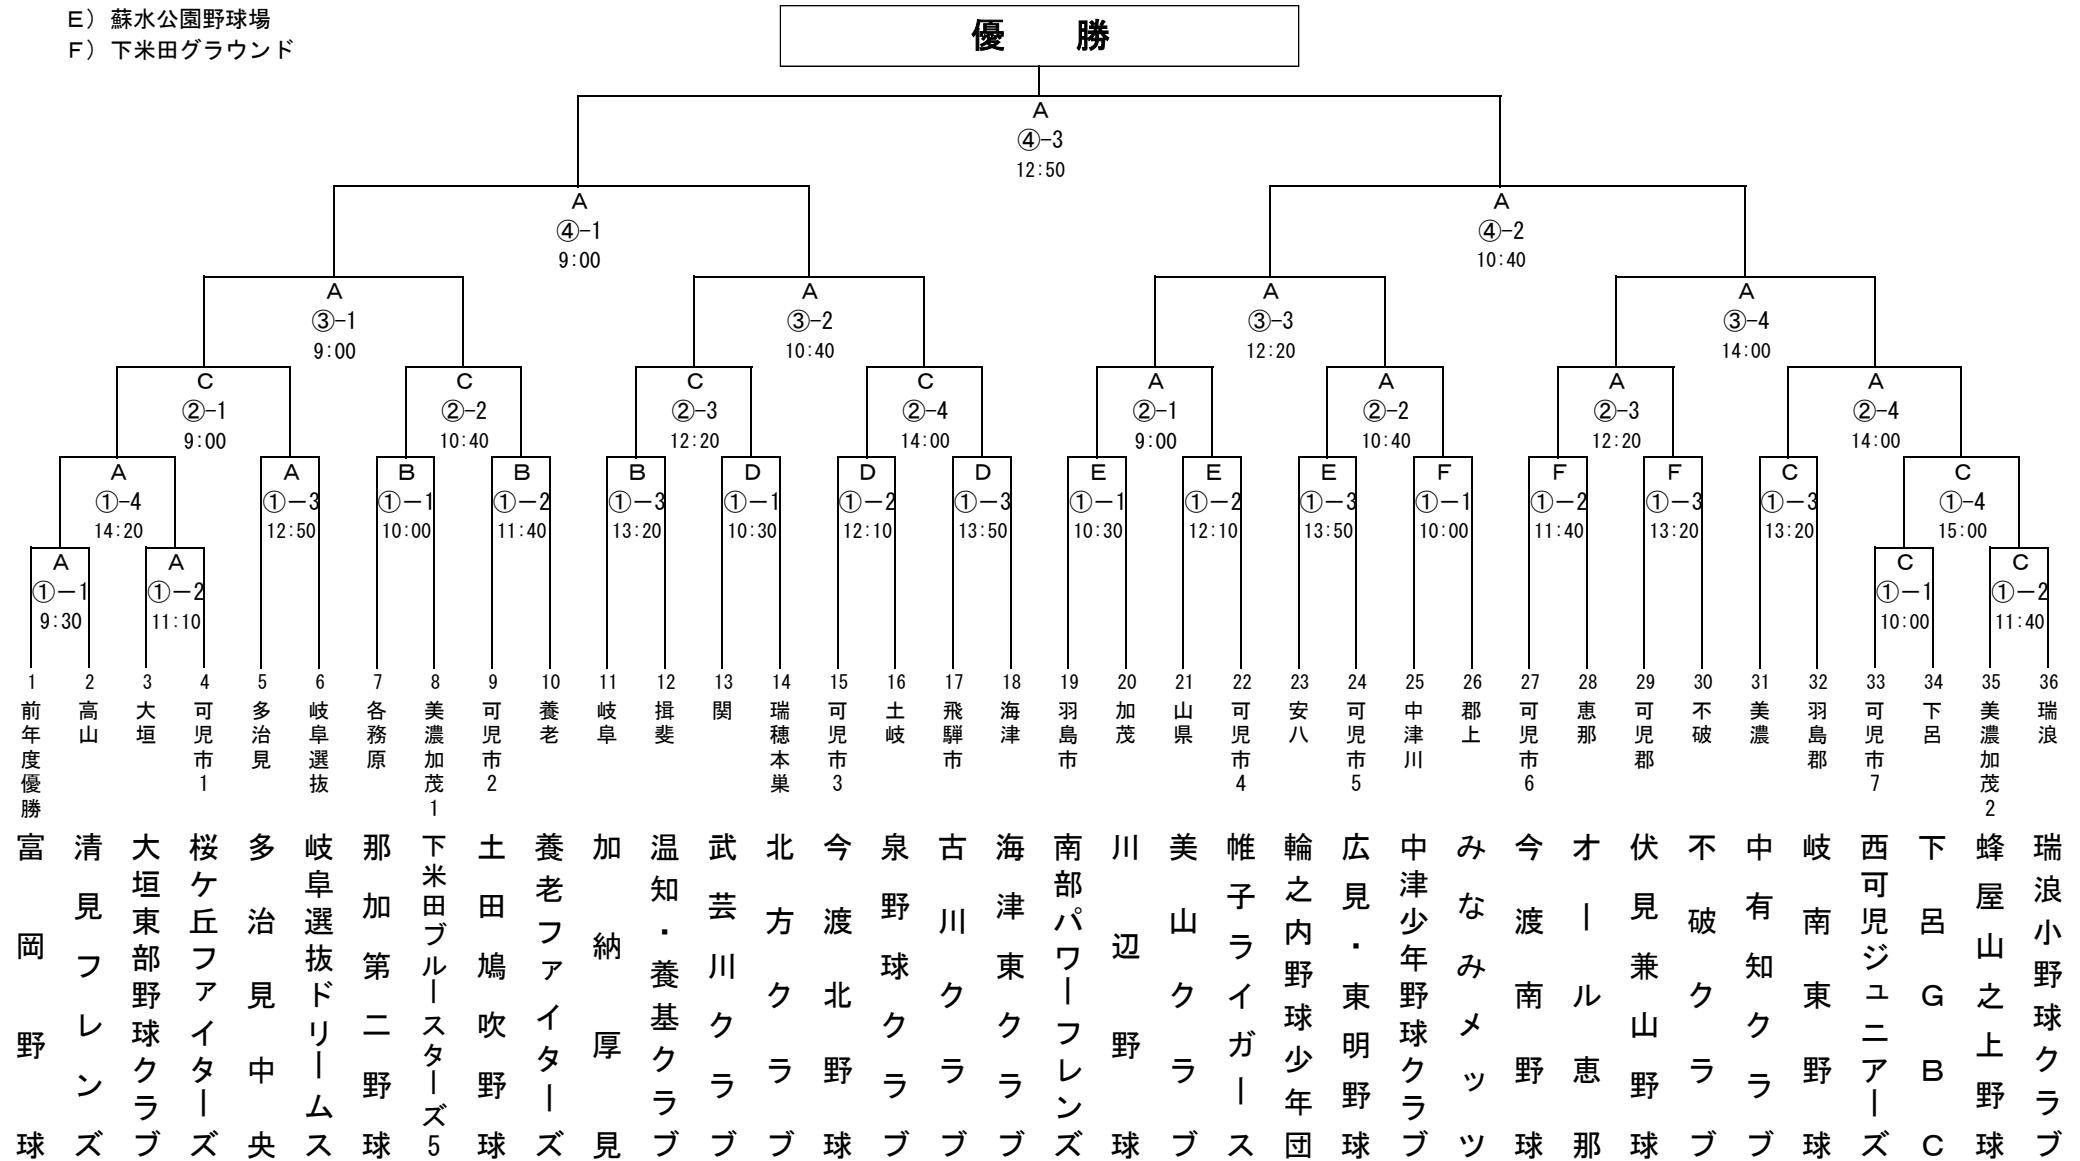 E）蘇水公園野球場
F）下米田グラウンド
優　勝
A
④-3
12:50
A
④-1
9:00
A
④-2
10:40
A
③-1
9:00
A
③-2
10:40
A
③-3
12:20
A
③-4
14:00
C
②-1
9:00
C
②-2
10:40
C
②-3
12:20
C
②-4
14:00
A
②-1
9:00
A
②-2
10:40
A
②-3
12:20
A
②-4
14:00
A
①-4
14:20
A
①－3
12:50
B
①－1
10:00
B
①－2
11:40
B
①－3
13:20
D
①－1
10:30
D
①－2
12:10
D
①－3
13:50
E
①－1
10:30
E
①－2
12:10
E
①－3
13:50
F
①－1
10:00
F
①－2
11:40
F
①－3
13:20
C
①－3
13:20
C
①-4
15:00
A
①－1
9:30
A
①－2
11:10
C
①－1
10:00
C
①－2
11:40
1
前年度優勝
富岡野球
2
高山
清見フレンズ
3
大垣
大垣東部野球クラブ
4
可児市1
桜ケ丘ファイターズ
5
多治見
多治見中央
6
岐阜選抜
岐阜選抜ドリームス
7
各務原
那加第二野球
8
美濃加茂1
下米田ブルースターズ5
9
可児市2
土田鳩吹野球
10
養老
養老ファイターズ
11
岐阜
加納厚見
12
揖斐
温知・養基クラブ
13
関
武芸川クラブ
14
瑞穂本巣
北方クラブ
15
可児市3
今渡北野球
16
土岐
泉野球クラブ
17
飛騨市
古川クラブ
18
海津
海津東クラブ
19
羽島市
南部パワーフレンズ
20
加茂
川辺野球
21
山県
美山クラブ
22
可児市4
帷子ライガース
23
安八
輪之内野球少年団
24
可児市5
広見・東明野球
25
中津川
中津少年野球クラブ
26
郡上
みなみメッツ
27
可児市6
今渡南野球
28
恵那
オール恵那
29
可児郡
伏見兼山野球
30
不破
不破クラブ
31
美濃
中有知クラブ
32
羽島郡
岐南東野球
33
可児市7
西可児ジュニアーズ
34
下呂
下呂GBC
35
美濃加茂2
蜂屋山之上野球
36
瑞浪
瑞浪小野球クラブ